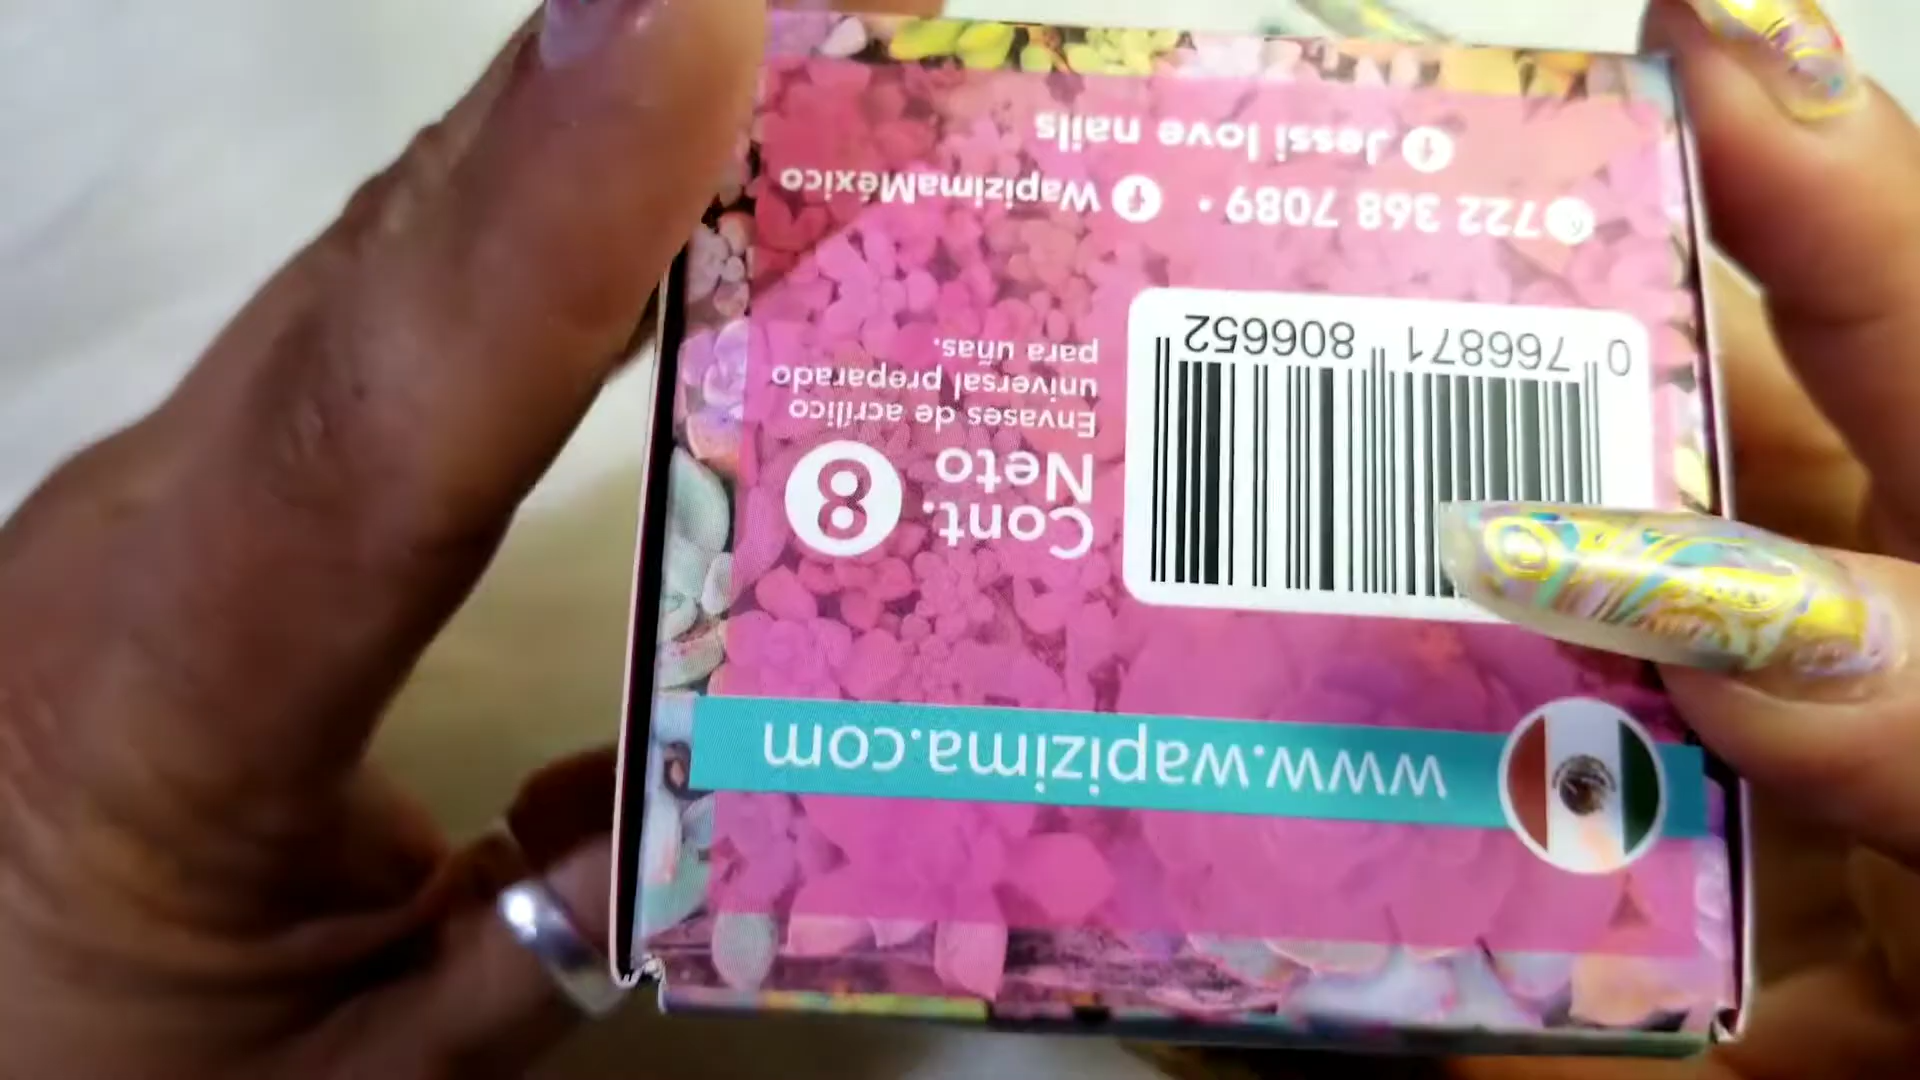 www.wapizima.com
Cont.
Neto
8
Envases de acrílico
universal preparado
para uñas.
0 766871 806652
722 368 7089 • WapizimaMéxico
Jessi love nails